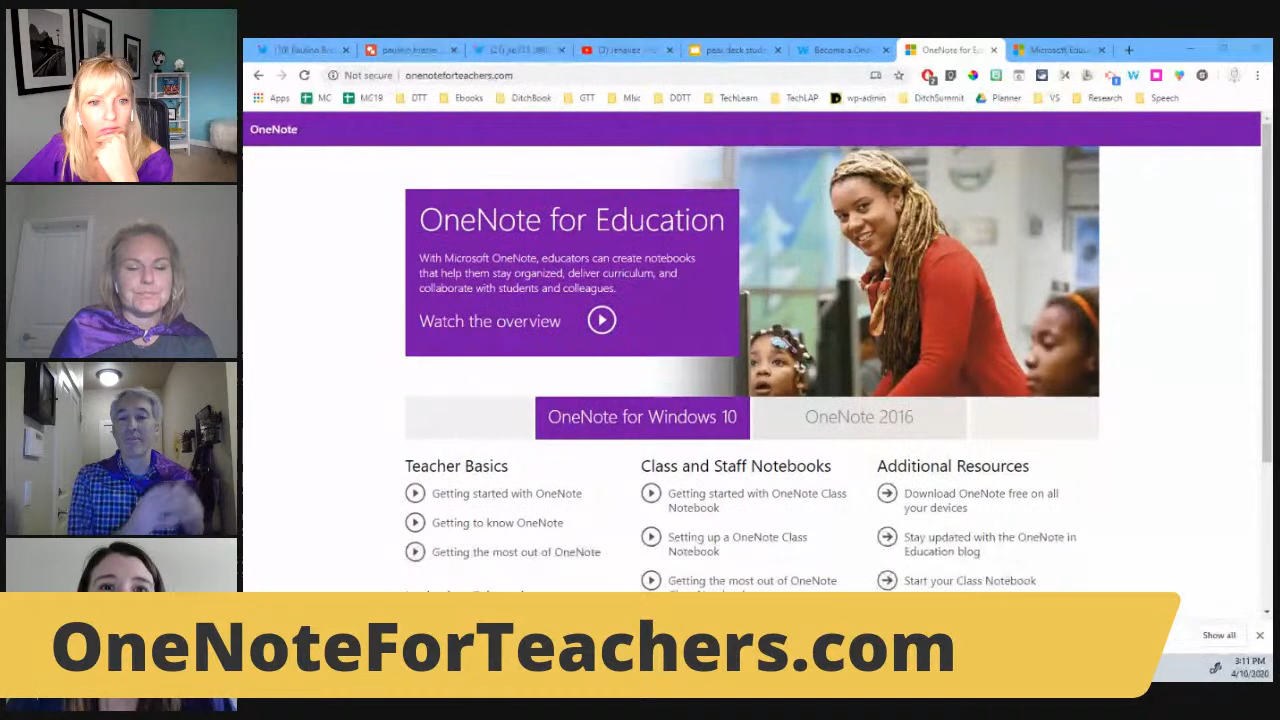 Become a One
OneNote for E
Microsoft Educ
Not secure | onenoteforteachers.com
Apps
MC
MC19
DTT
Ebooks
DitchBook
GTT
Misc
DDTT
TechLearn
TechLAP
wp-admin
DitchSummit
Planner
VS
Research
Speech
OneNote
OneNote for Education
With Microsoft OneNote, educators can create notebooks
that help them stay organized, deliver curriculum, and
collaborate with students and colleagues.
Watch the overview
OneNote for Windows 10
OneNote 2016
Teacher Basics
Getting started with OneNote
Getting to know OneNote
Getting the most out of OneNote
Class and Staff Notebooks
Getting started with OneNote Class
Notebook
Setting up a OneNote Class
Notebook
Getting the most out of OneNote
Additional Resources
Download OneNote free on all
your devices
Stay updated with the OneNote in
Education blog
Start your Class Notebook
Show all
3:11 PM
4/10/2020
OneNoteForTeachers.com